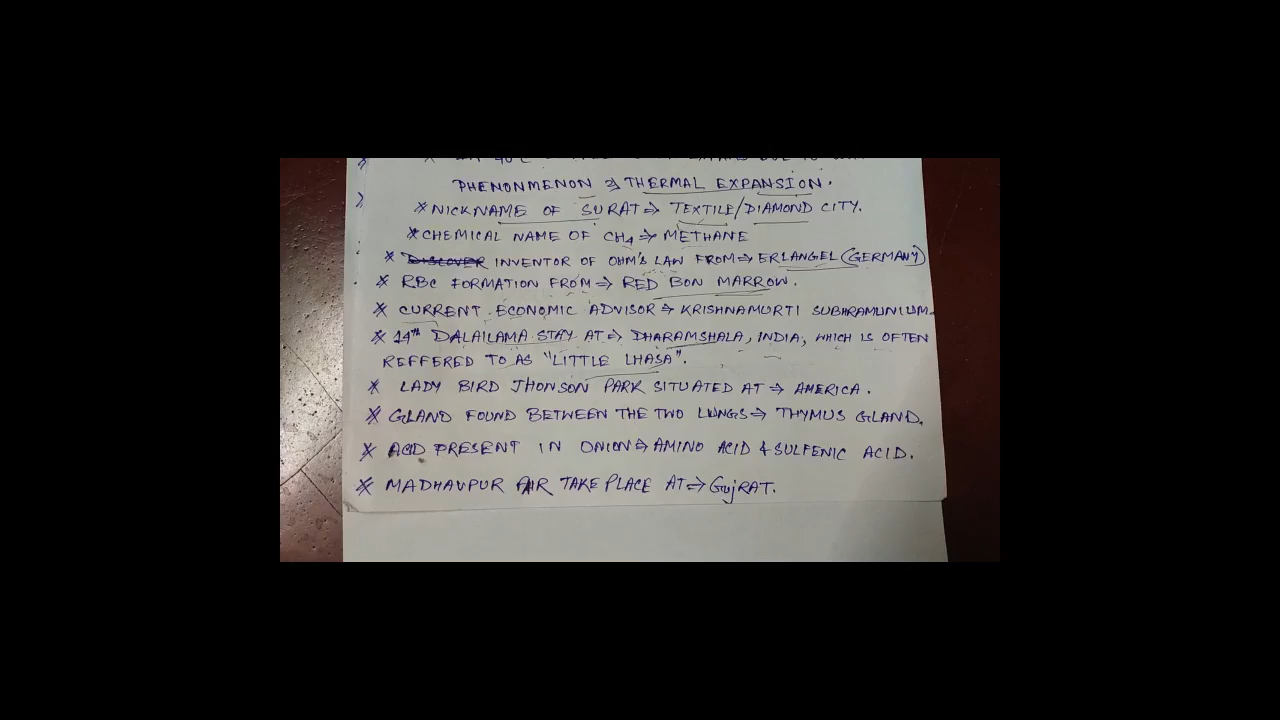 PHENONMENON ⇒ THERMAL EXPANSION.
* NICKNAME OF SURAT ⇒ TEXTILE/DIAMOND CITY.
* CHEMICAL NAME OF CH4 ⇒ METHANE
* DISCOVER INVENTOR OF OHM'S LAW FROM ⇒ ERLANGEL (GERMANY)
* RBC FORMATION FROM ⇒ RED BON MARROW.
* CURRENT ECONOMIC ADVISOR ⇒ KRISHNAMURTI SUBHRAMUNIUM.
* 14th DALAILAMA STAY AT ⇒ DHARAMSHALA, INDIA, WHICH IS OFTEN
REFFERED TO AS "LITTLE LHASA".
* LADY BIRD JHONSON PARK SITUATED AT ⇒ AMERICA.
* GLAND FOUND BETWEEN THE TWO LUNGS ⇒ THYMUS GLAND.
* ACID PRESENT IN ONION ⇒ AMINO ACID & SULFENIC ACID.
* MADHAVPUR FAIR TAKE PLACE AT ⇒ GujRAT.